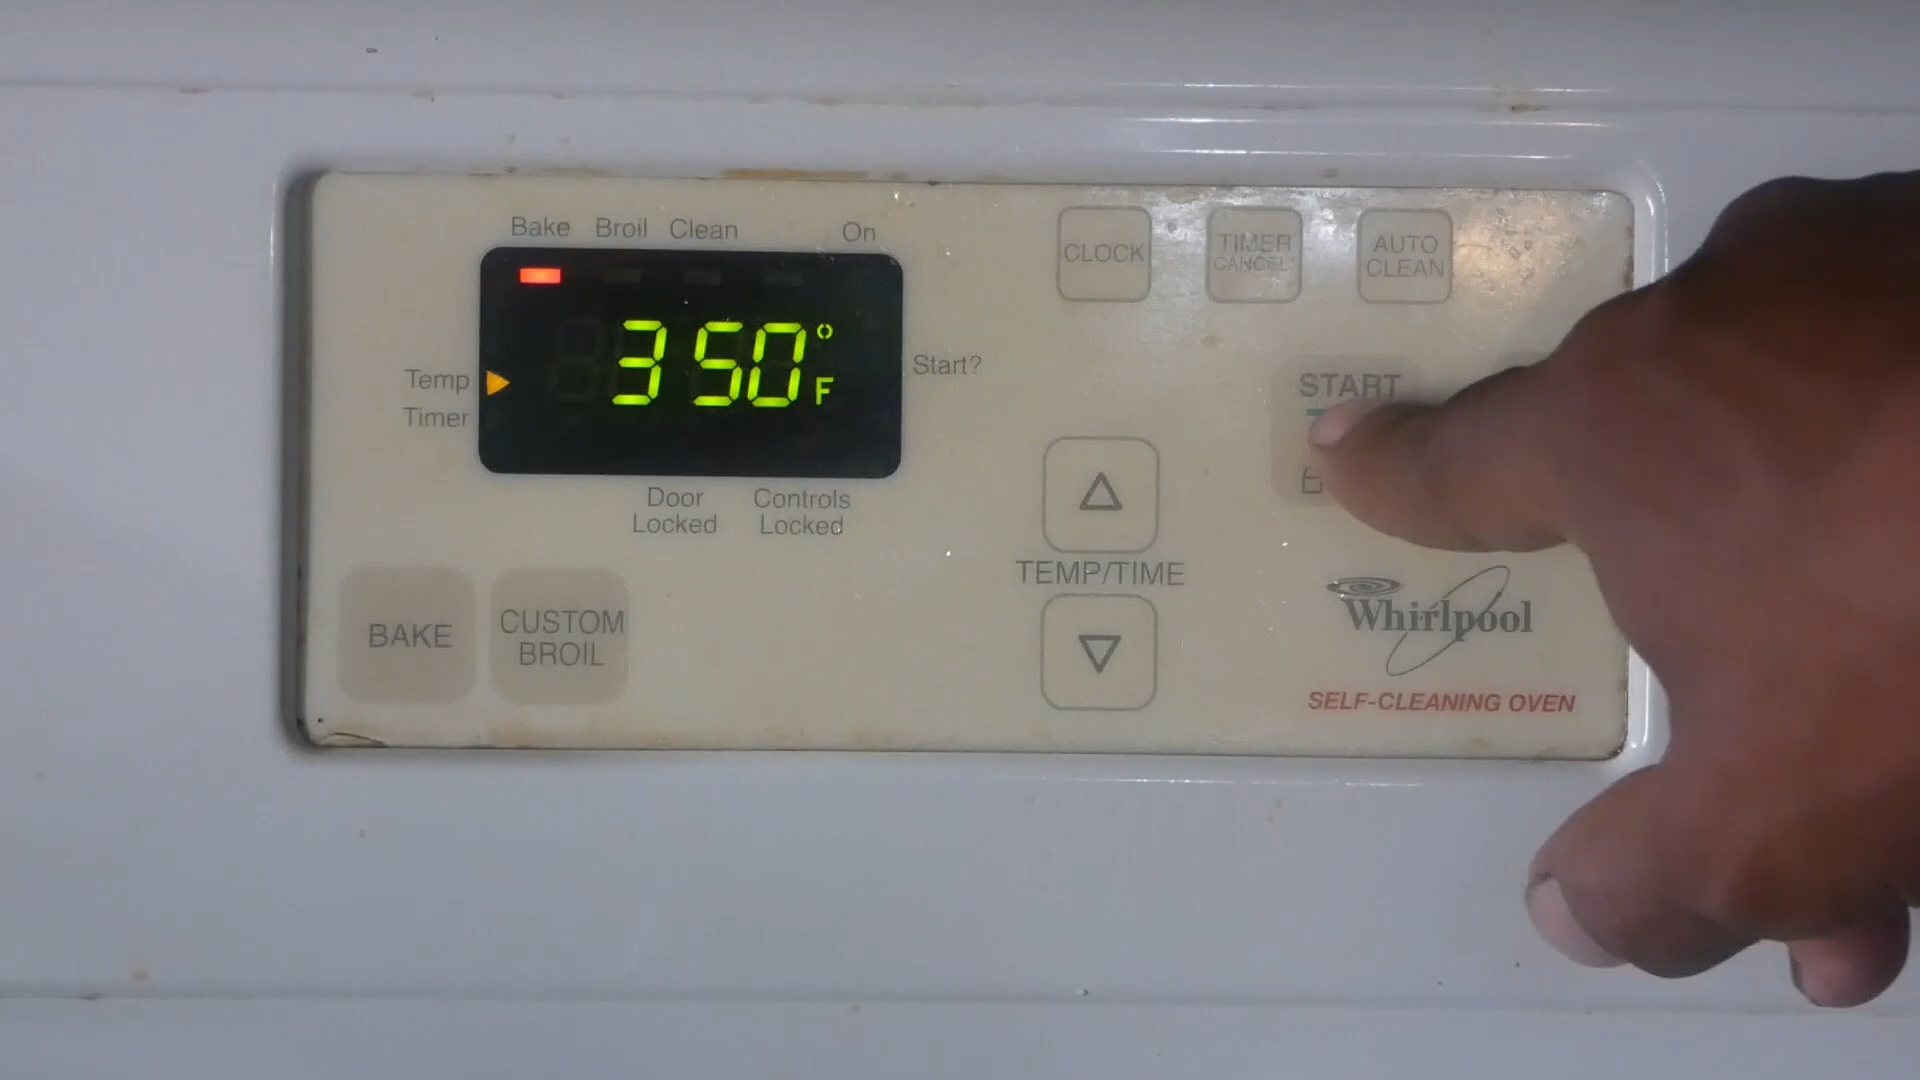 Bake Broil Clean On
CLOCK
TIMER
CANCEL
AUTO
CLEAN
350°F
Temp
Timer
Start?
START
Door
Locked
Controls
Locked
TEMP/TIME
BAKE
CUSTOM
BROIL
Whirlpool
SELF-CLEANING OVEN